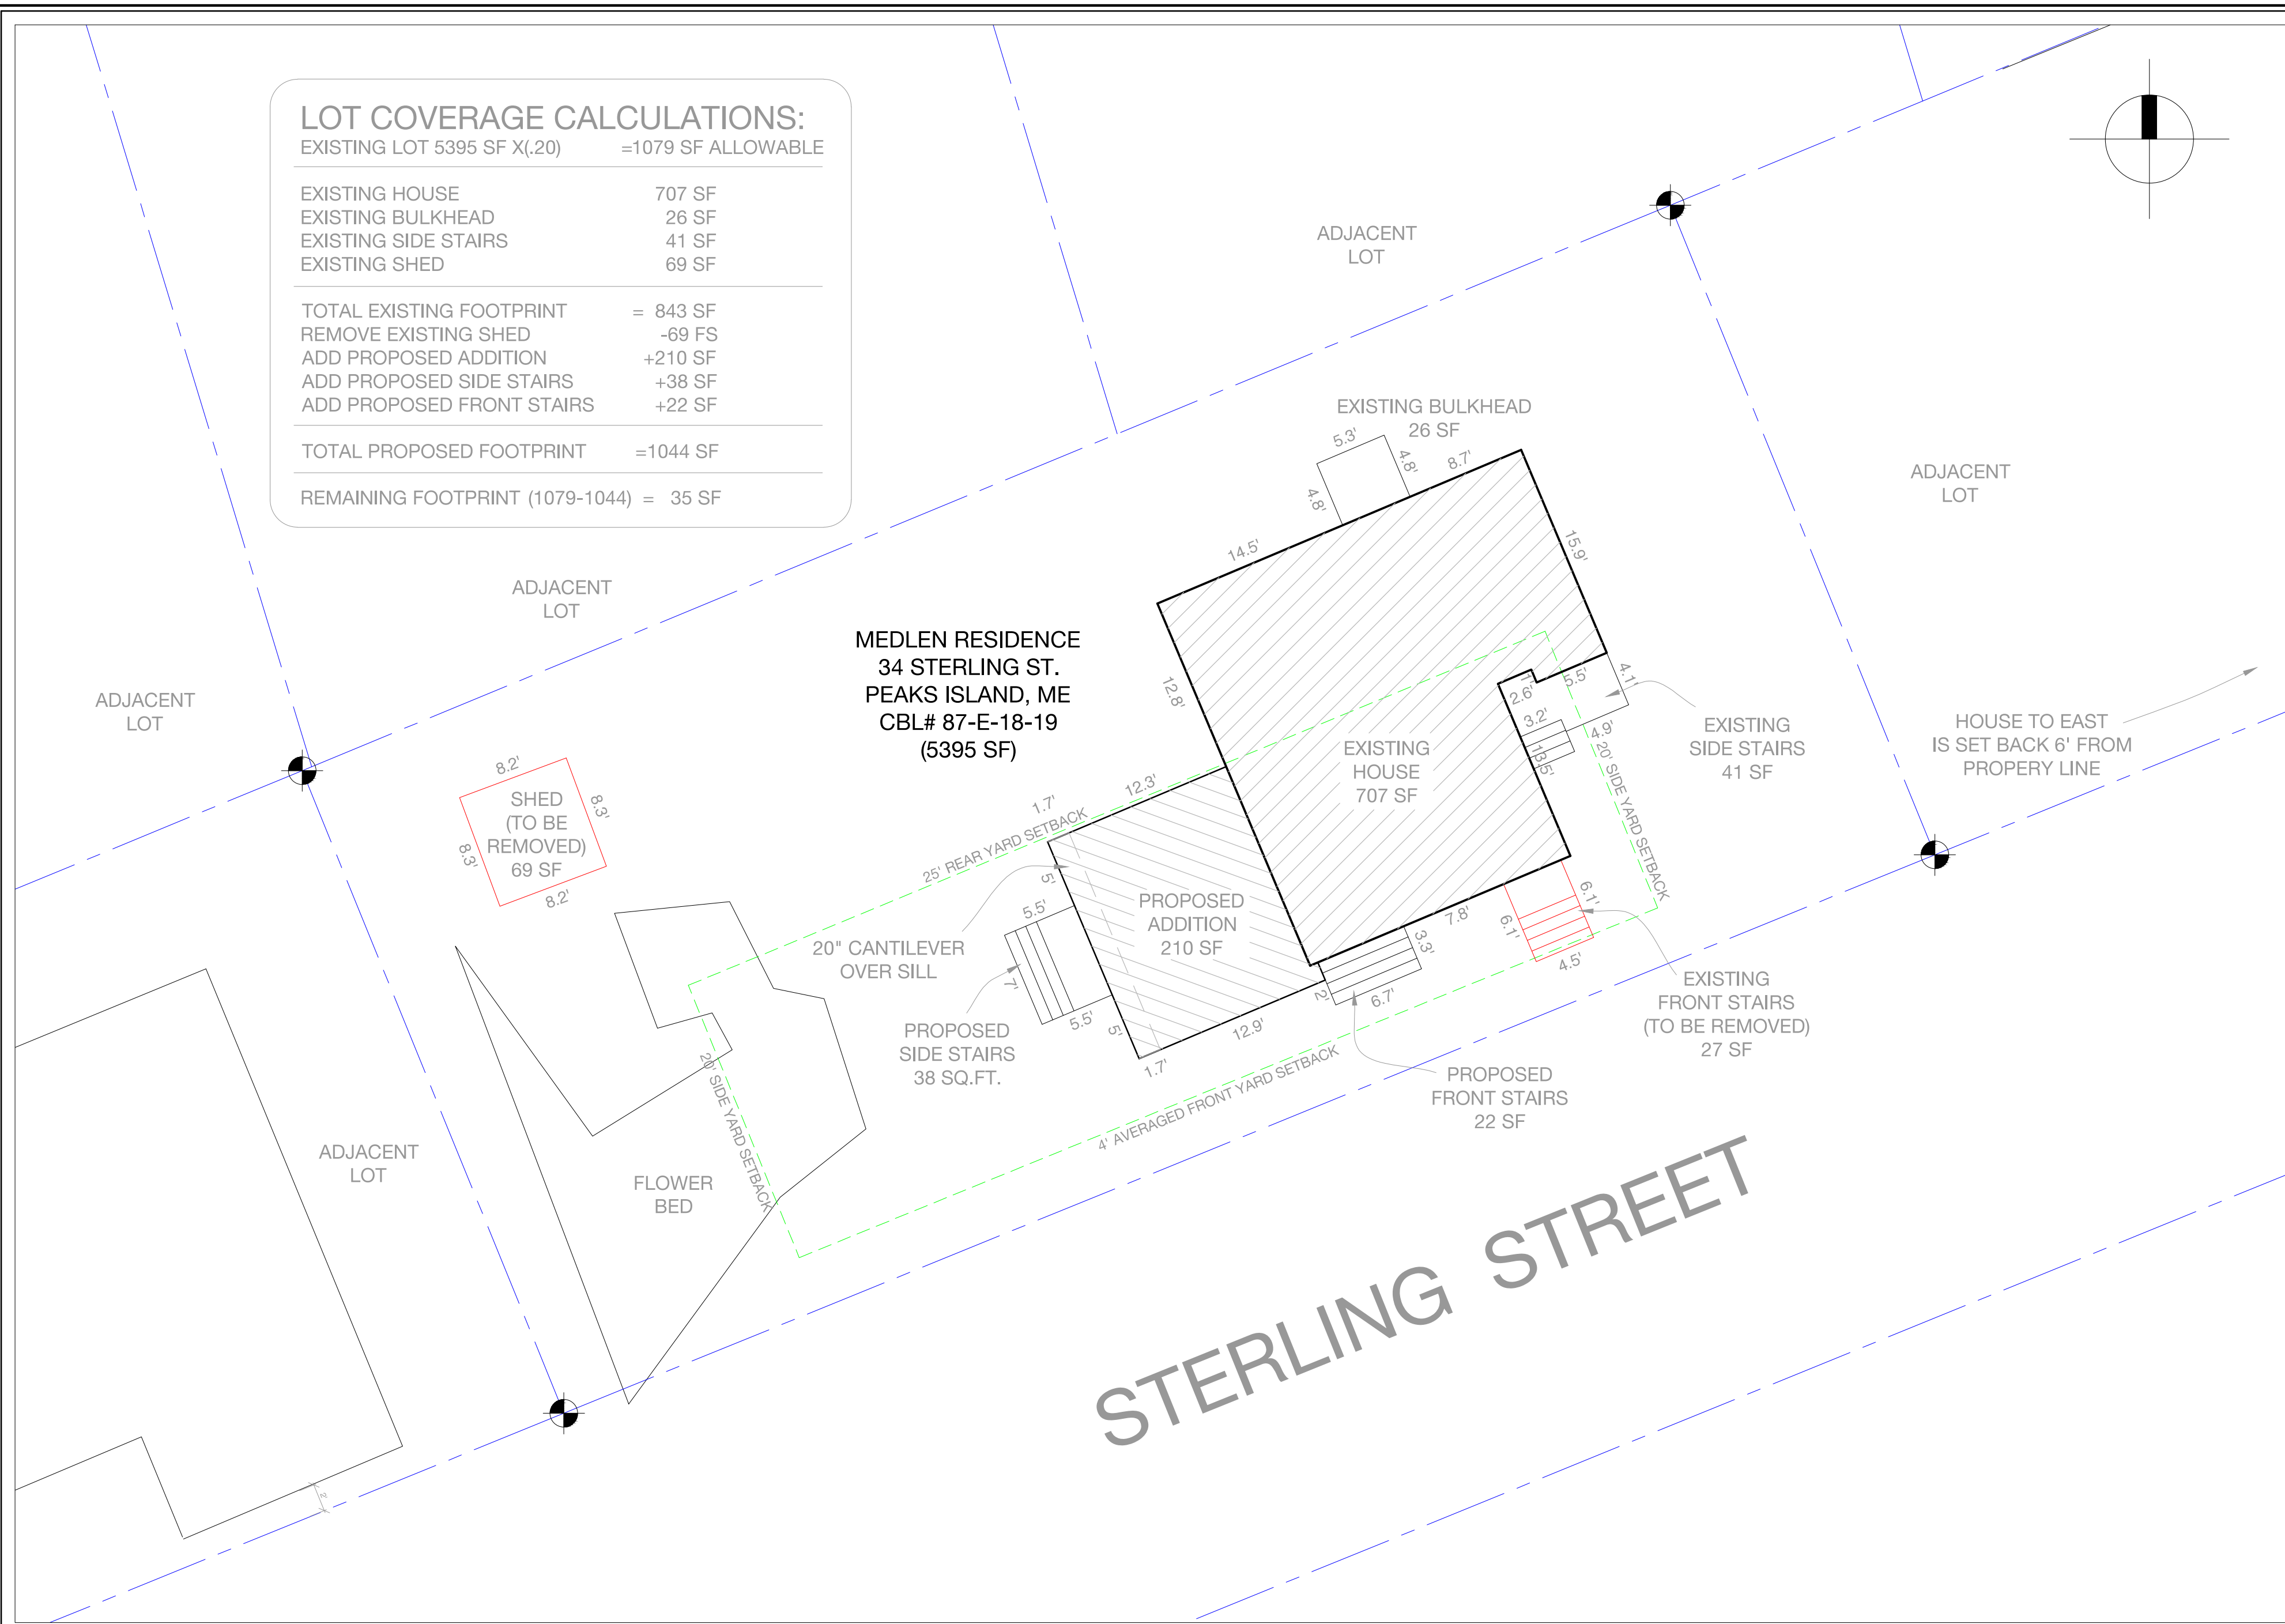 LOT COVERAGE CALCULATIONS:
EXISTING LOT 5395 SF X(.20) =1079 SF ALLOWABLE
EXISTING HOUSE 707 SF
EXISTING BULKHEAD 26 SF
EXISTING SIDE STAIRS 41 SF
EXISTING SHED 69 SF
TOTAL EXISTING FOOTPRINT = 843 SF
REMOVE EXISTING SHED -69 FS
ADD PROPOSED ADDITION +210 SF
ADD PROPOSED SIDE STAIRS +38 SF
ADD PROPOSED FRONT STAIRS +22 SF
TOTAL PROPOSED FOOTPRINT =1044 SF
REMAINING FOOTPRINT (1079-1044) = 35 SF
ADJACENT
LOT
EXISTING BULKHEAD
26 SF
5.3'
4.8'
4.8'
8.7'
14.5'
15.9'
12.8'
ADJACENT
LOT
ADJACENT
LOT
ADJACENT
LOT
MEDLEN RESIDENCE
34 STERLING ST.
PEAKS ISLAND, ME
CBL# 87-E-18-19
(5395 SF)
EXISTING
HOUSE
707 SF
1'
2.6'
5.5'
4.1'
3.2'
4.9'
13.5'
20' SIDE YARD SETBACK
EXISTING
SIDE STAIRS
41 SF
HOUSE TO EAST
IS SET BACK 6' FROM
PROPERY LINE
8.2'
8.3'
8.3'
8.2'
SHED
(TO BE
REMOVED)
69 SF
1.7'
12.3'
25' REAR YARD SETBACK
5'
5.5'
20" CANTILEVER
OVER SILL
PROPOSED
ADDITION
210 SF
7'
5.5'
5'
PROPOSED
SIDE STAIRS
38 SQ.FT.
1.7'
12.9'
2'
6.7'
3.3'
7.8'
6.1'
6.1'
4.5'
EXISTING
FRONT STAIRS
(TO BE REMOVED)
27 SF
PROPOSED
FRONT STAIRS
22 SF
4' AVERAGED FRONT YARD SETBACK
20' SIDE YARD SETBACK
FLOWER
BED
ADJACENT
LOT
2'
STERLING STREET